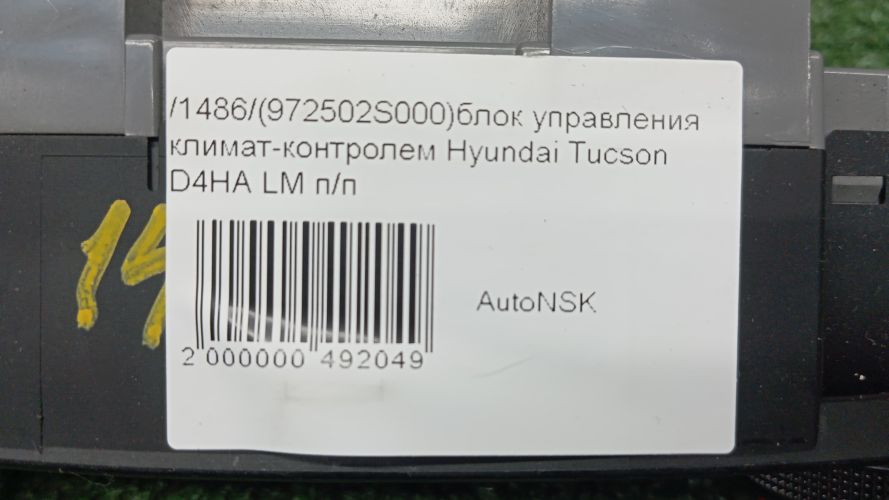 /1486/(972502S000)блок управления
климат-контролем Hyundai Tucson
D4HA LM п/п
AutoNSK
2 000000 492049